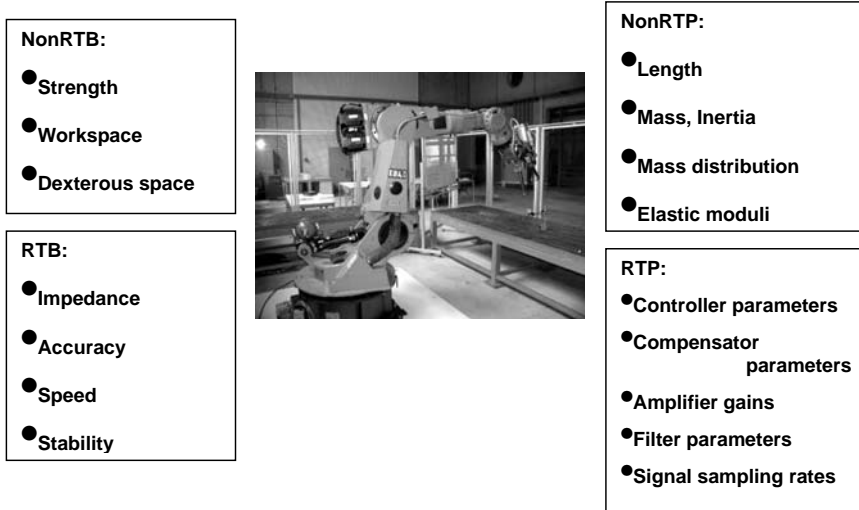 NonRTB:
●Strength
●Workspace
●Dexterous space
RTB:
●Impedance
●Accuracy
●Speed
●Stability
NonRTP:
●Length
●Mass, Inertia
●Mass distribution
●Elastic moduli
RTP:
●Controller parameters
●Compensator
parameters
●Amplifier gains
●Filter parameters
●Signal sampling rates